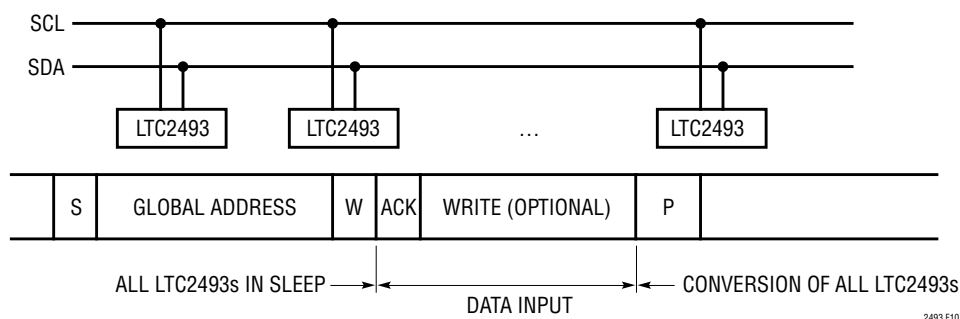 SCL
SDA
LTC2493 LTC2493 … LTC2493
S GLOBAL ADDRESS W ACK WRITE (OPTIONAL) P
ALL LTC2493s IN SLEEP DATA INPUT CONVERSION OF ALL LTC2493s
2493 F10